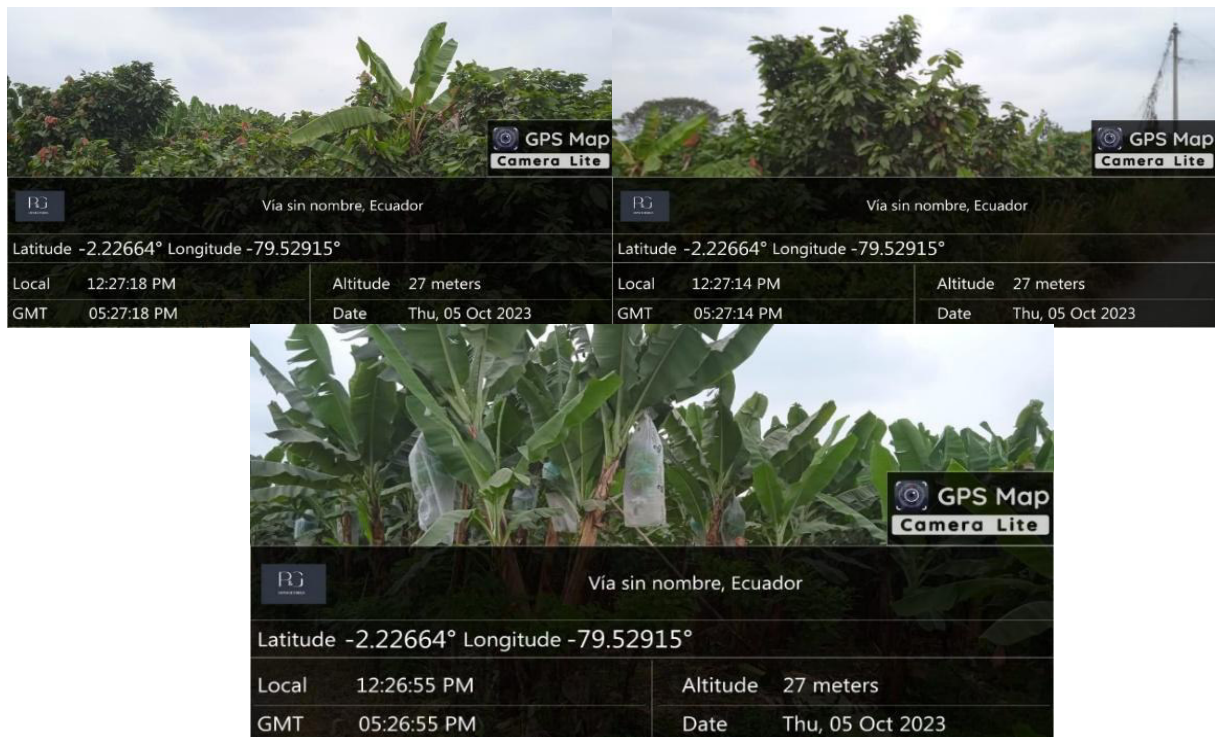 GPS Map
Camera Lite
RG
Vía sin nombre, Ecuador
Latitude -2.22664° Longitude -79.52915°
Local 12:27:18 PM Altitude 27 meters
GMT 05:27:18 PM Date Thu, 05 Oct 2023
GPS Map
Camera Lite
RG
Vía sin nombre, Ecuador
Latitude -2.22664° Longitude -79.52915°
Local 12:27:14 PM Altitude 27 meters
GMT 05:27:14 PM Date Thu, 05 Oct 2023
GPS Map
Camera Lite
RG
Vía sin nombre, Ecuador
Latitude -2.22664° Longitude -79.52915°
Local 12:26:55 PM Altitude 27 meters
GMT 05:26:55 PM Date Thu, 05 Oct 2023